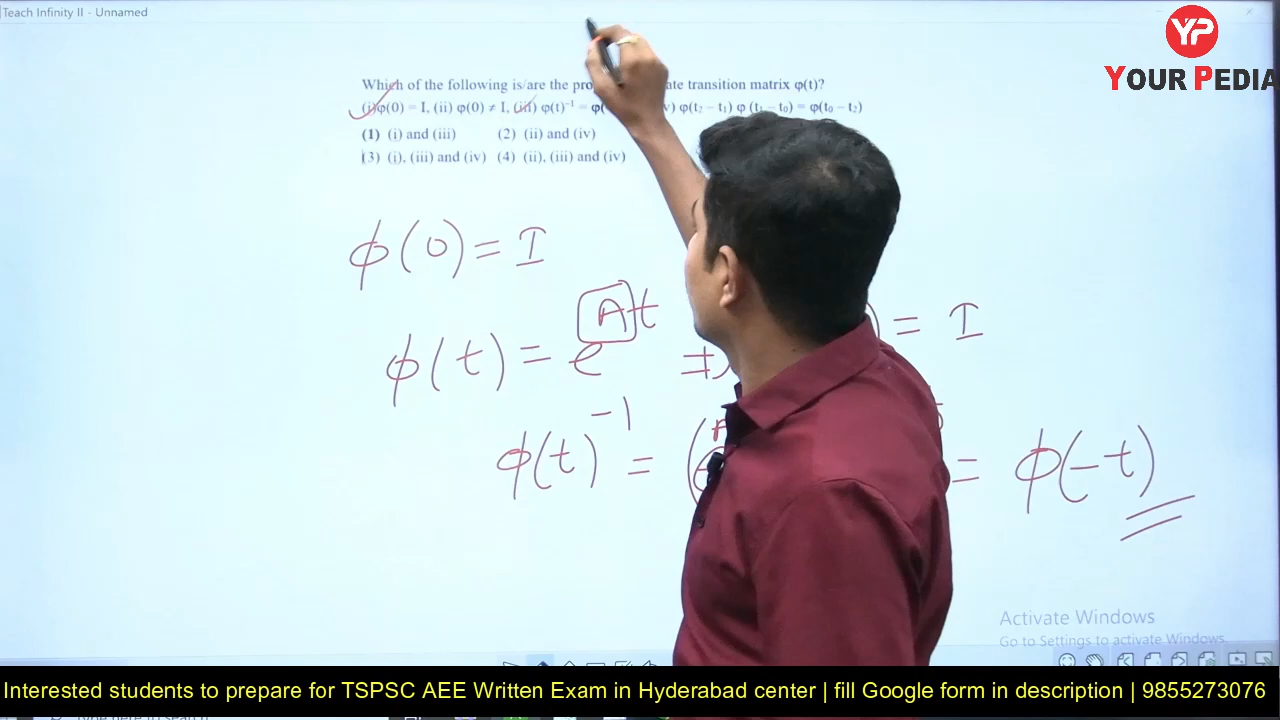 Teach Infinity II - Unnamed
YP
YOUR PEDIA
Which of the following is/are the ate transition matrix φ(t)?
(i)φ(0) = I, (ii) φ(0) ≠ I, (iii) φ(t)⁻¹ = φ( v) φ(t₂ − t₁) φ (t₁ − t₀) = φ(t₀ − t₂)
(1) (i) and (iii) (2) (ii) and (iv)
(3) (i), (iii) and (iv) (4) (ii), (iii) and (iv)
ϕ(0) = I
ϕ(t) = e^At ⇒ ) = I
ϕ(t)⁻¹ = ( = ϕ(-t)
Activate Windows
Go to Settings to activate Windows.
Interested students to prepare for TSPSC AEE Written Exam in Hyderabad center | fill Google form in description | 9855273076